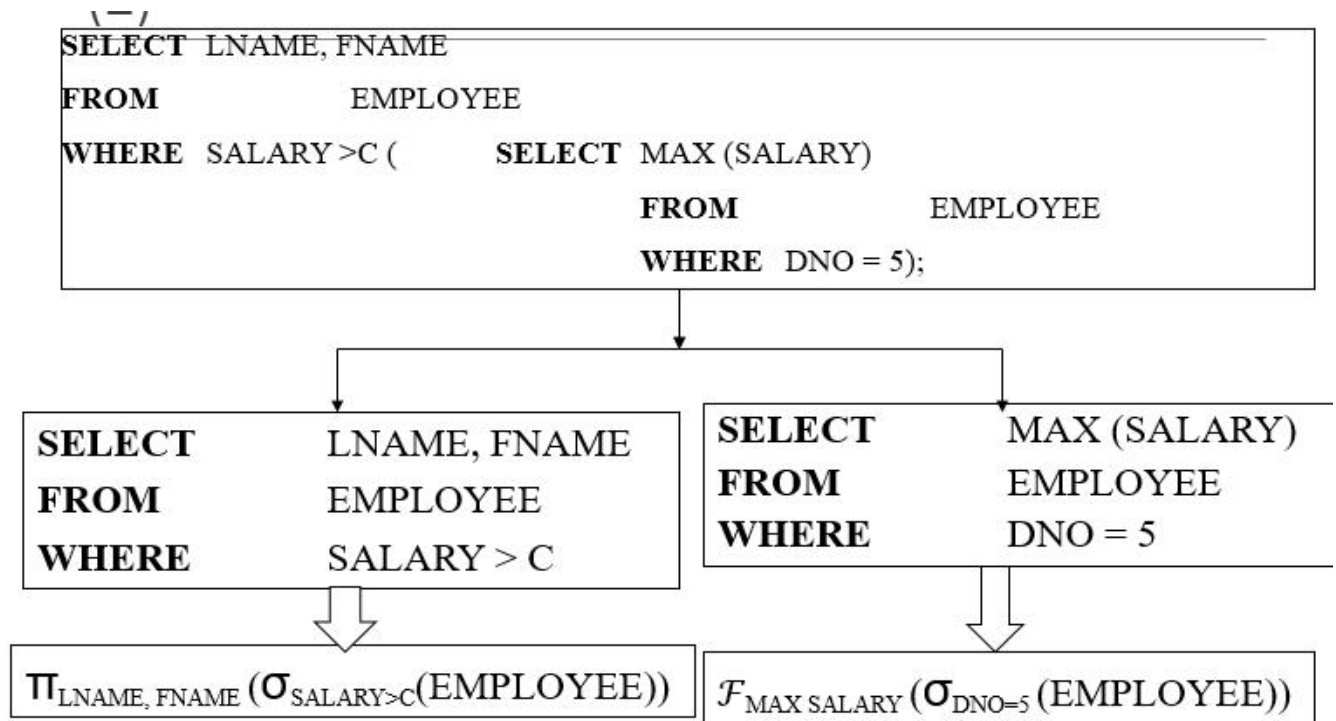 SELECT LNAME, FNAME
FROM EMPLOYEE
WHERE SALARY >C ( SELECT MAX (SALARY)
FROM EMPLOYEE
WHERE DNO = 5);
SELECT LNAME, FNAME
FROM EMPLOYEE
WHERE SALARY > C
SELECT MAX (SALARY)
FROM EMPLOYEE
WHERE DNO = 5
π LNAME, FNAME (σ SALARY>C(EMPLOYEE))
ℱ MAX SALARY (σ DNO=5 (EMPLOYEE))